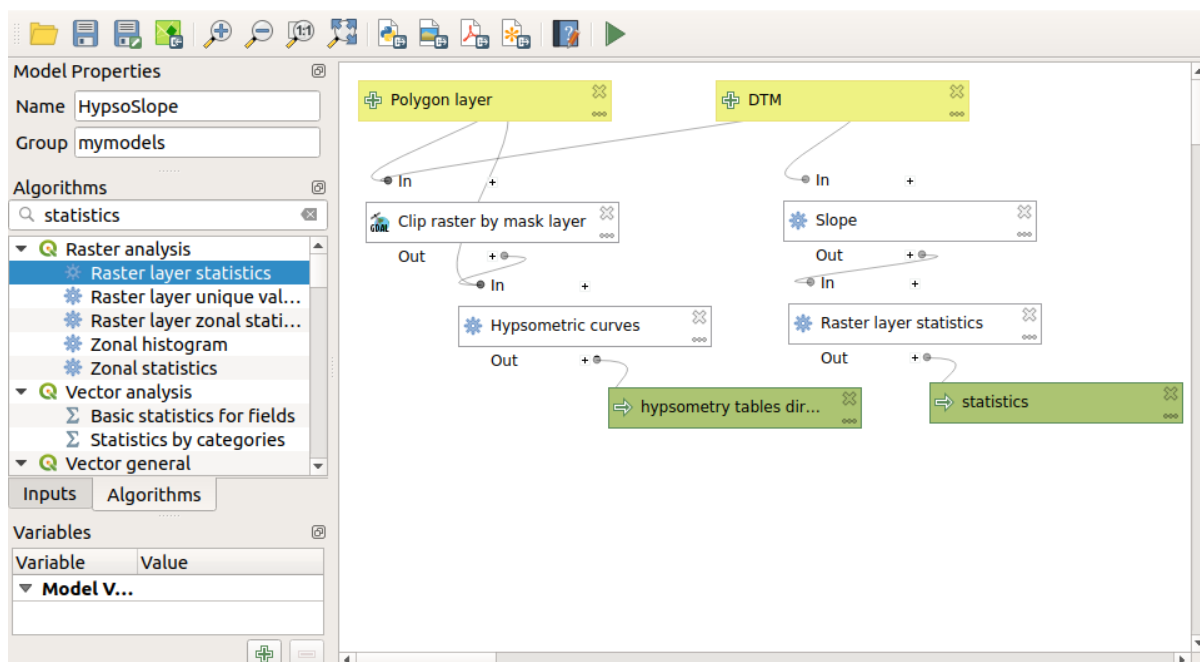 1:1
Model Properties
Name HypsoSlope
Group mymodels
Algorithms
statistics
Raster analysis
Raster layer statistics
Raster layer unique val...
Raster layer zonal stati...
Zonal histogram
Zonal statistics
Vector analysis
Σ Basic statistics for fields
Σ Statistics by categories
Vector general
Inputs Algorithms
Variables
Variable Value
Model V...
Polygon layer
DTM
In +
In +
GDAL Clip raster by mask layer
Slope
Out +
Out +
In +
In +
Hypsometric curves
Raster layer statistics
Out +
Out +
hypsometry tables dir...
statistics